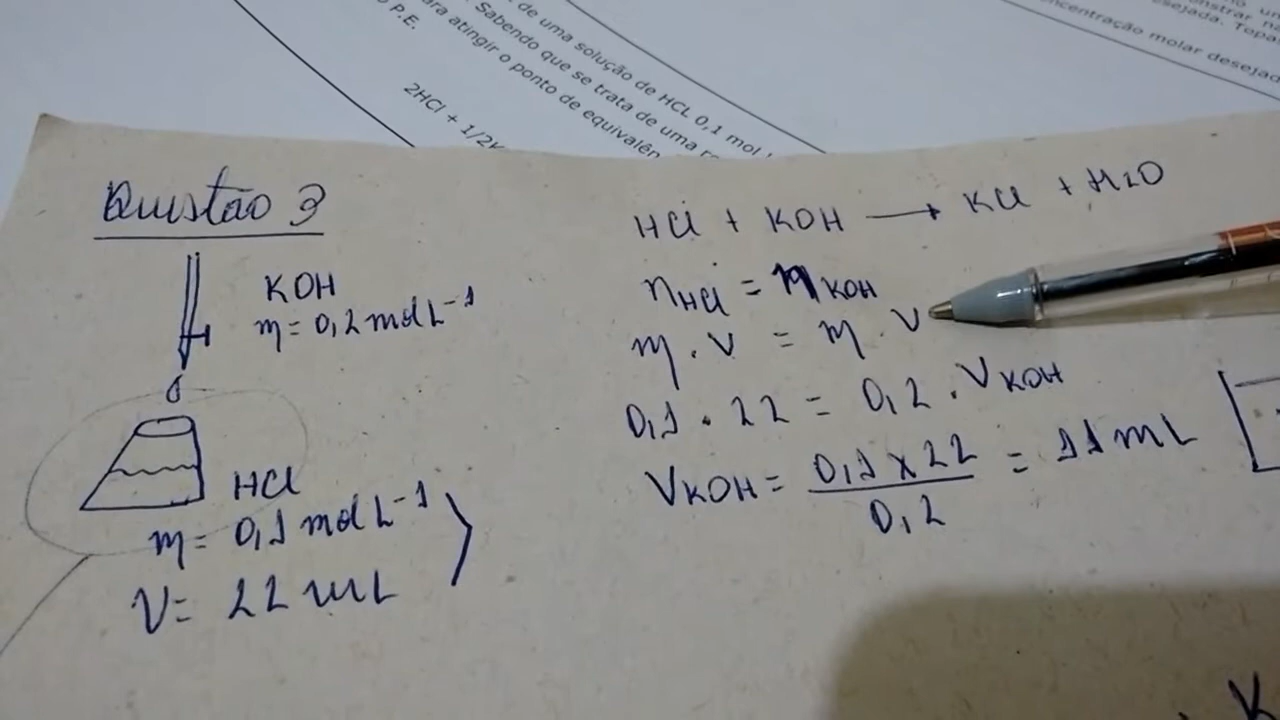 P.E.
ara atingir o ponto de equivalên
. Sabendo que se trata de uma
de uma solução de HCL 0,1 mol
2HCl + 1/2K
nstrar
esejada. Topa
oncentração molar desejad
Questão 3
KOH
m = 0,2 mol L⁻¹
HCl
m = 0,1 mol L⁻¹
V = 22 mL
HCl + KOH → KCl + H2O
nHCl = nKOH
m . V = m . V
0,1 . 22 = 0,2 . VKOH
VKOH = 0,1 x 22 / 0,2 = 11 mL
K